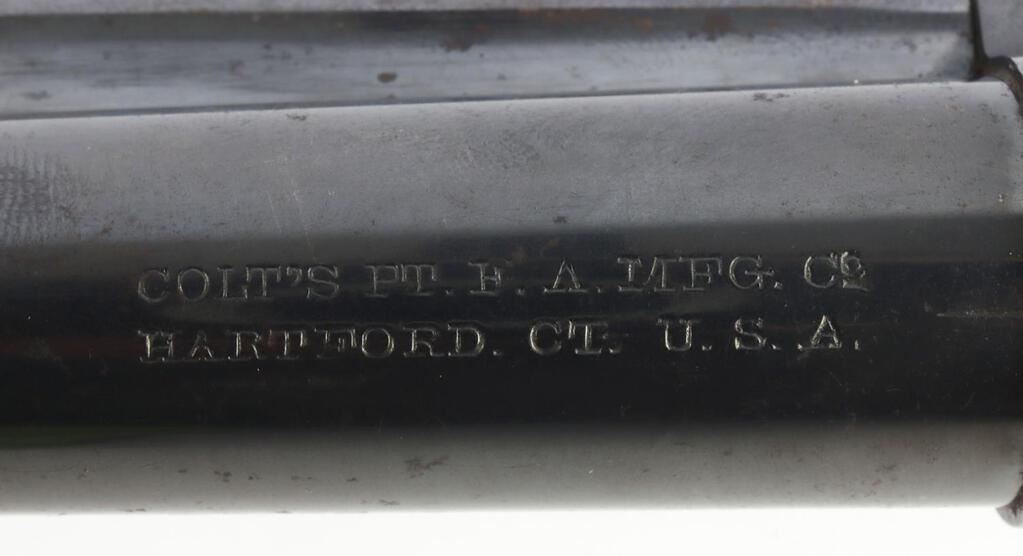 COLT'S PT. F. A. MFG. Co
HARTFORD. CT. U. S. A.